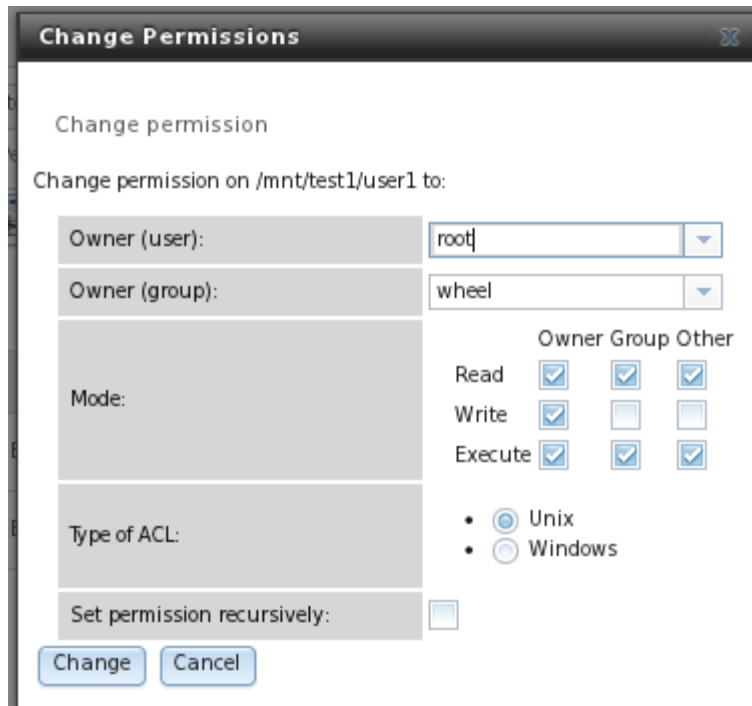 Change Permissions
Change permission
Change permission on /mnt/test1/user1 to:
Owner (user): root
Owner (group): wheel
Owner Group Other
Read
Mode:
Write
Execute
Type of ACL:
Unix
Windows
Set permission recursively:
Change Cancel